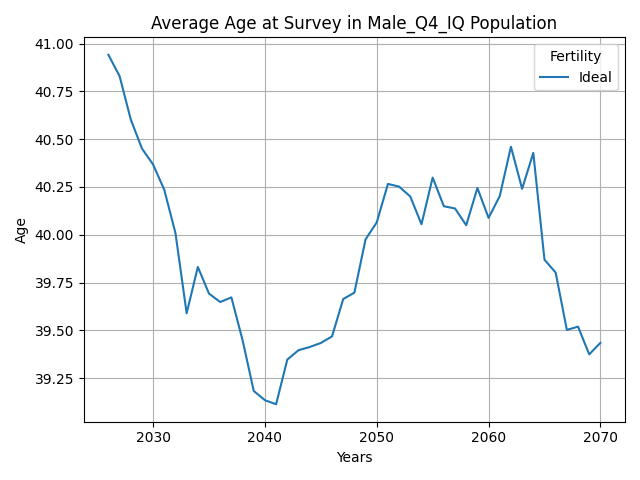 Average Age at Survey in Male_Q4_IQ Population
41.00
40.75
40.50
40.25
40.00
39.75
39.50
39.25
Age
Fertility
Ideal
2030 2040 2050 2060 2070
Years